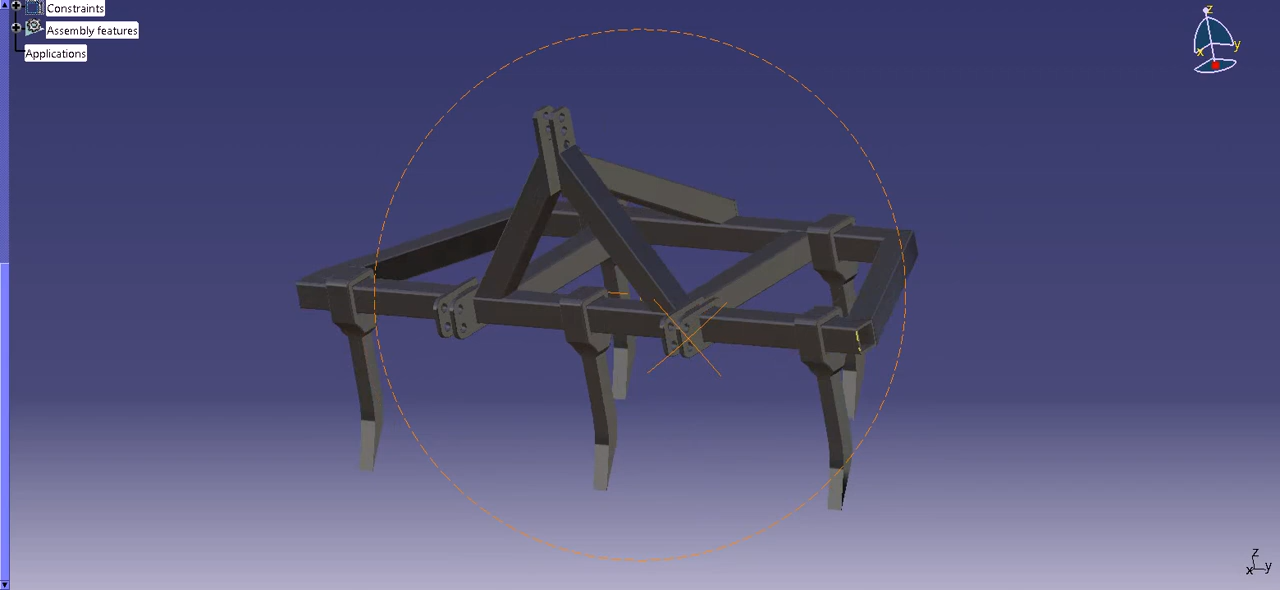 Constraints
Assembly features
Applications
z
x
y
z
x
y